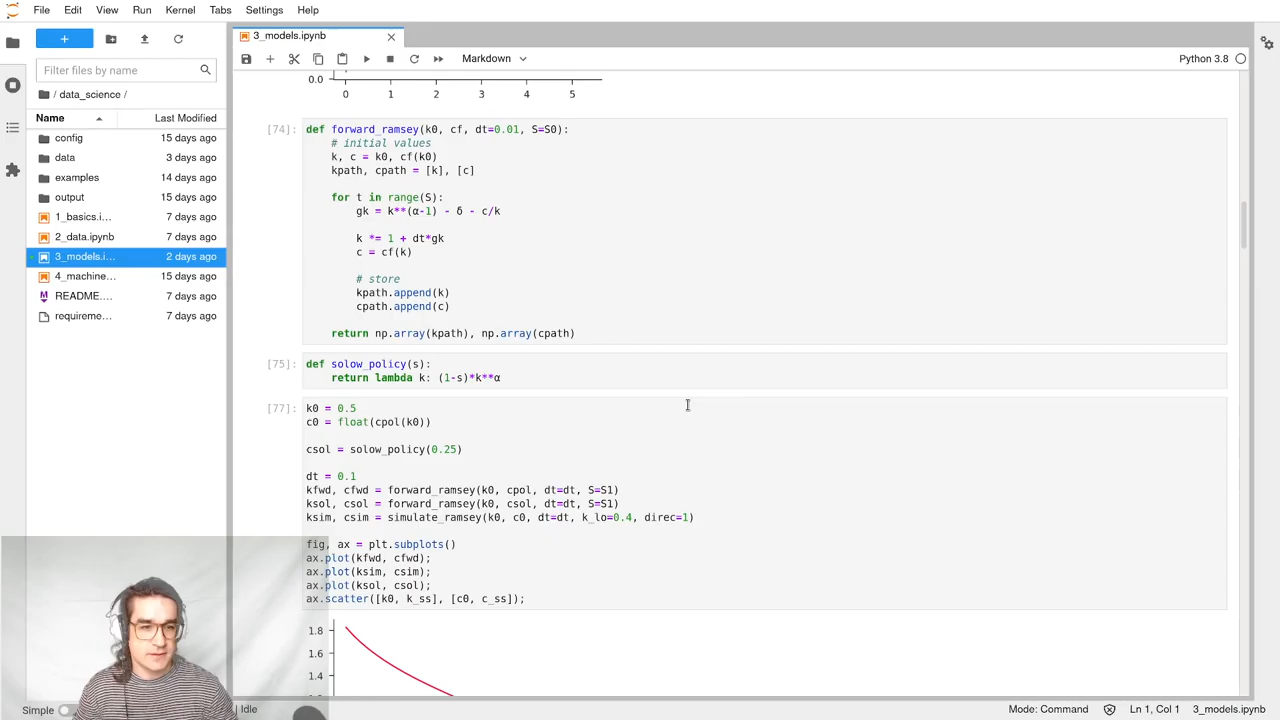 File Edit View Run Kernel Tabs Settings Help
3_models.ipynb
Markdown
Python 3.8
Filter files by name
/ data_science /
Name Last Modified
config 15 days ago
data 3 days ago
examples 14 days ago
output 15 days ago
1_basics.i... 7 days ago
2_data.ipynb 7 days ago
3_models.i... 2 days ago
4_machine... 15 days ago
README.... 7 days ago
requireme... 7 days ago
0.0
0 1 2 3 4 5
[74]: def forward_ramsey(k0, cf, dt=0.01, S=S0):
# initial values
k, c = k0, cf(k0)
kpath, cpath = [k], [c]
for t in range(S):
gk = k**(α-1) - δ - c/k
k *= 1 + dt*gk
c = cf(k)
# store
kpath.append(k)
cpath.append(c)
return np.array(kpath), np.array(cpath)
[75]: def solow_policy(s):
return lambda k: (1-s)*k**α
[77]: k0 = 0.5
c0 = float(cpol(k0))
csol = solow_policy(0.25)
dt = 0.1
kfwd, cfwd = forward_ramsey(k0, cpol, dt=dt, S=S1)
ksol, csol = forward_ramsey(k0, csol, dt=dt, S=S1)
ksim, csim = simulate_ramsey(k0, c0, dt=dt, k_lo=0.4, direc=1)
fig, ax = plt.subplots()
ax.plot(kfwd, cfwd);
ax.plot(ksim, csim);
ax.plot(ksol, csol);
ax.scatter([k0, k_ss], [c0, c_ss]);
1.8
1.6
1.4
Simple
Idle
Mode: Command
Ln 1, Col 1
3_models.ipynb